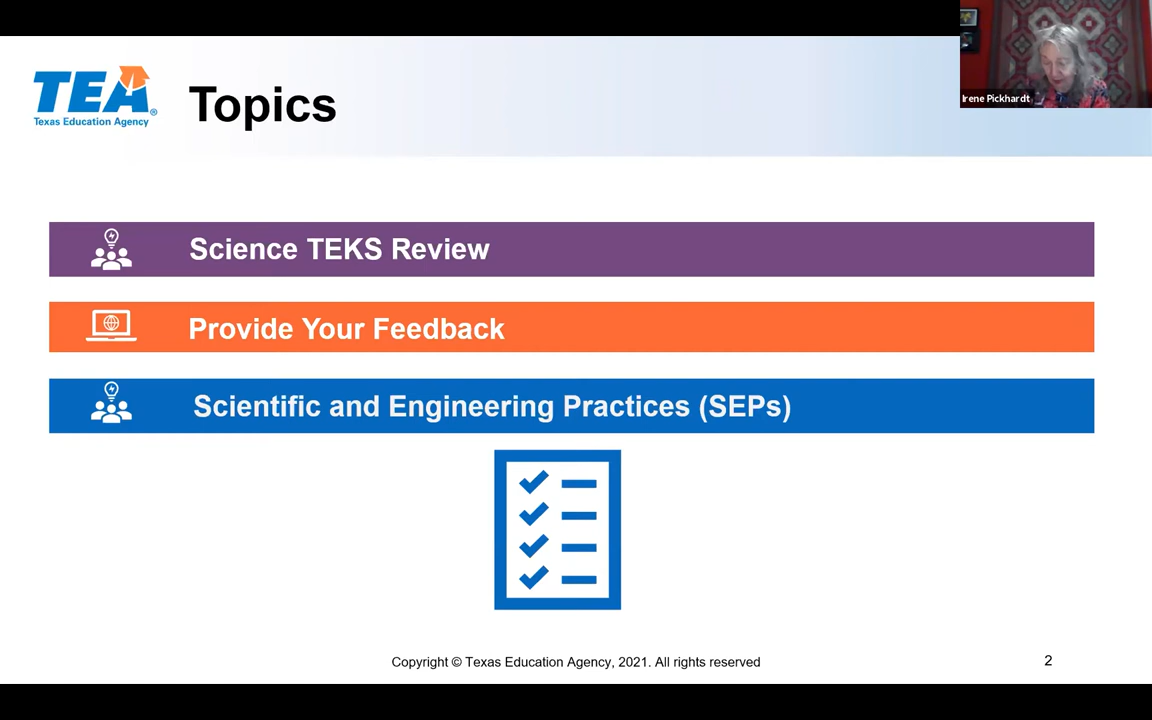 TEA
Texas Education Agency
Topics
Irene Pickhardt
Science TEKS Review
Provide Your Feedback
Scientific and Engineering Practices (SEPs)
Copyright © Texas Education Agency, 2021. All rights reserved
2